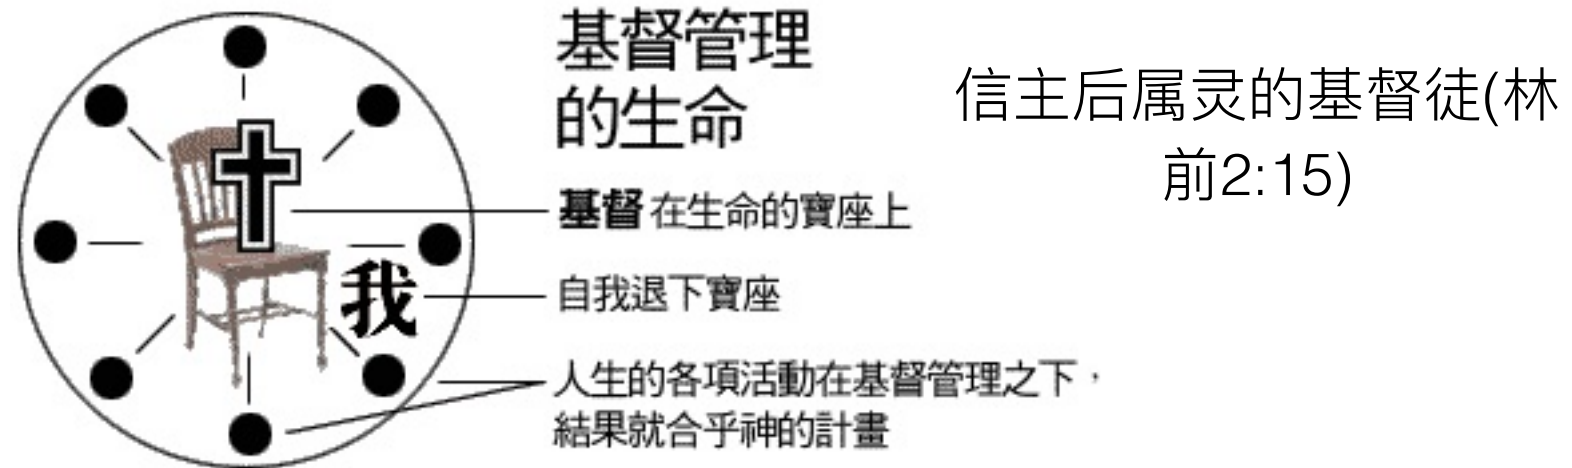 基督管理
的生命
基督在生命的寶座上
自我退下寶座
我
人生的各項活動在基督管理之下，
結果就合乎神的計畫
信主后属灵的基督徒(林
前2:15)